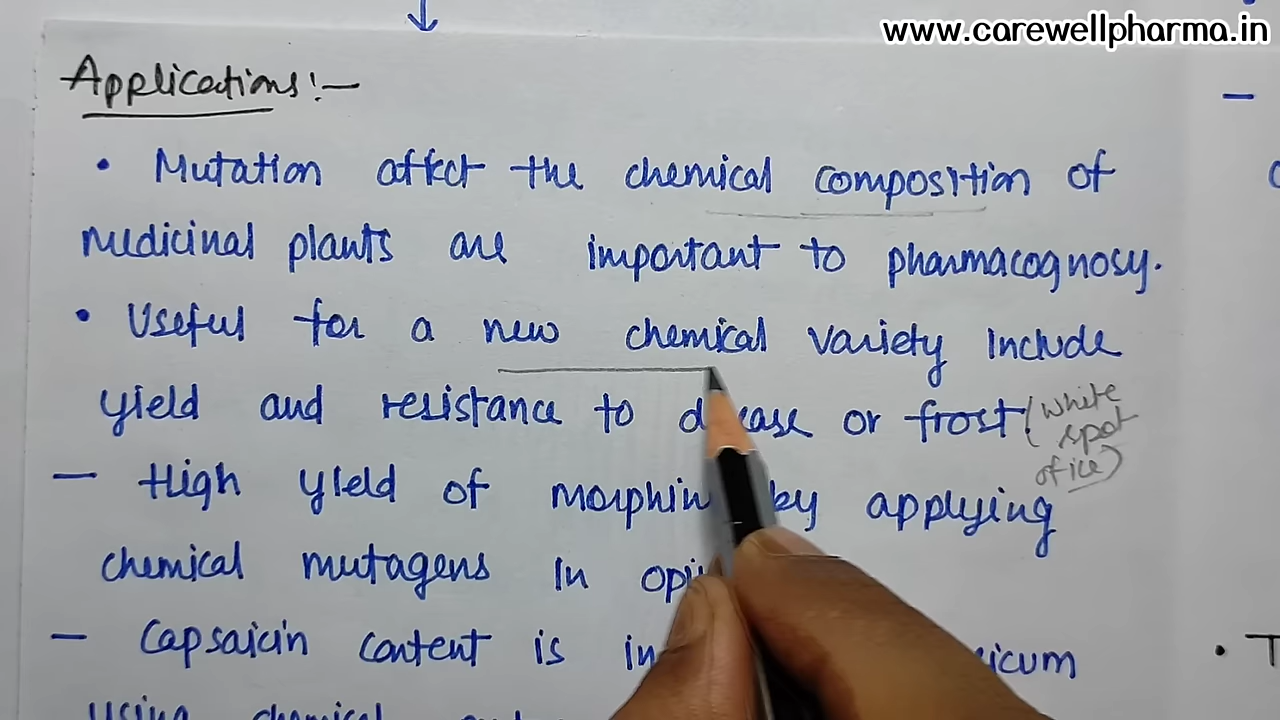 www.carewellpharma.in
Applications:-
• Mutation affect the chemical composition of
medicinal plants are important to pharmacognosy.
• Useful for a new chemical variety include
yield and resistance to or frost (white
spot
of ice)
- High yield of by applying
chemical mutagens in
- Capsaicin content is
chemical